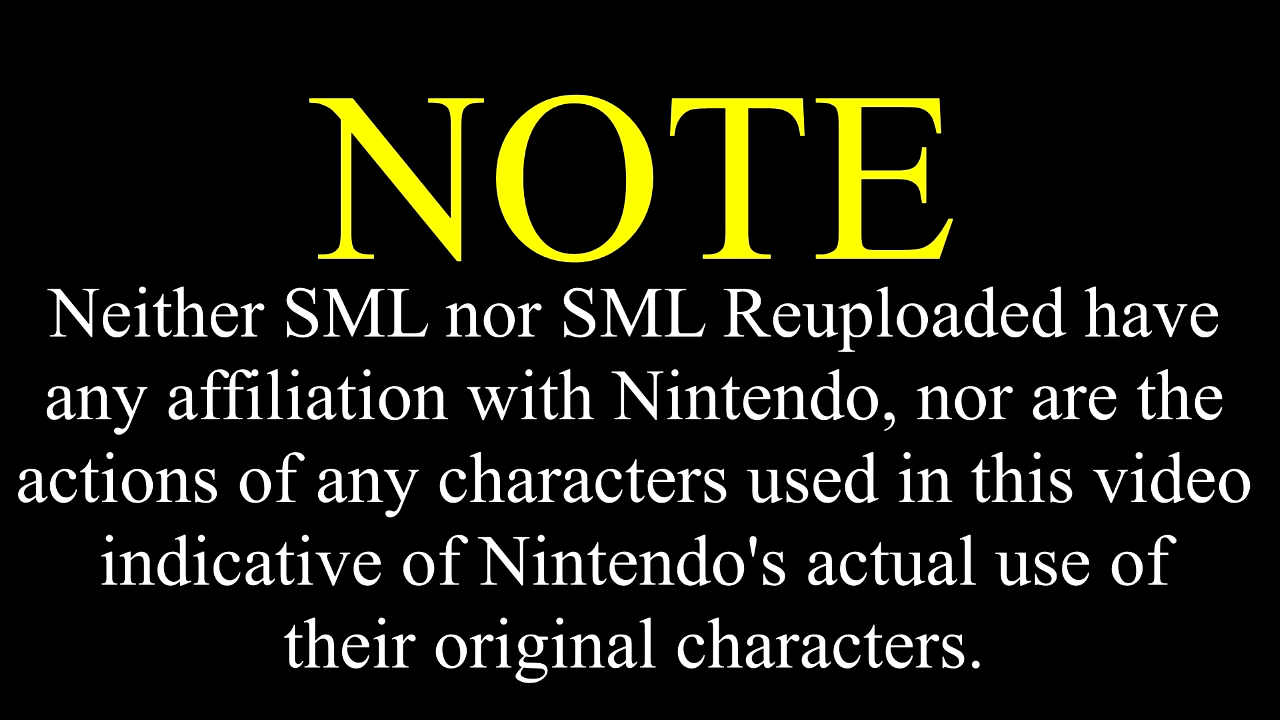 NOTE
Neither SML nor SML Reuploaded have
any affiliation with Nintendo, nor are the
actions of any characters used in this video
indicative of Nintendo's actual use of
their original characters.